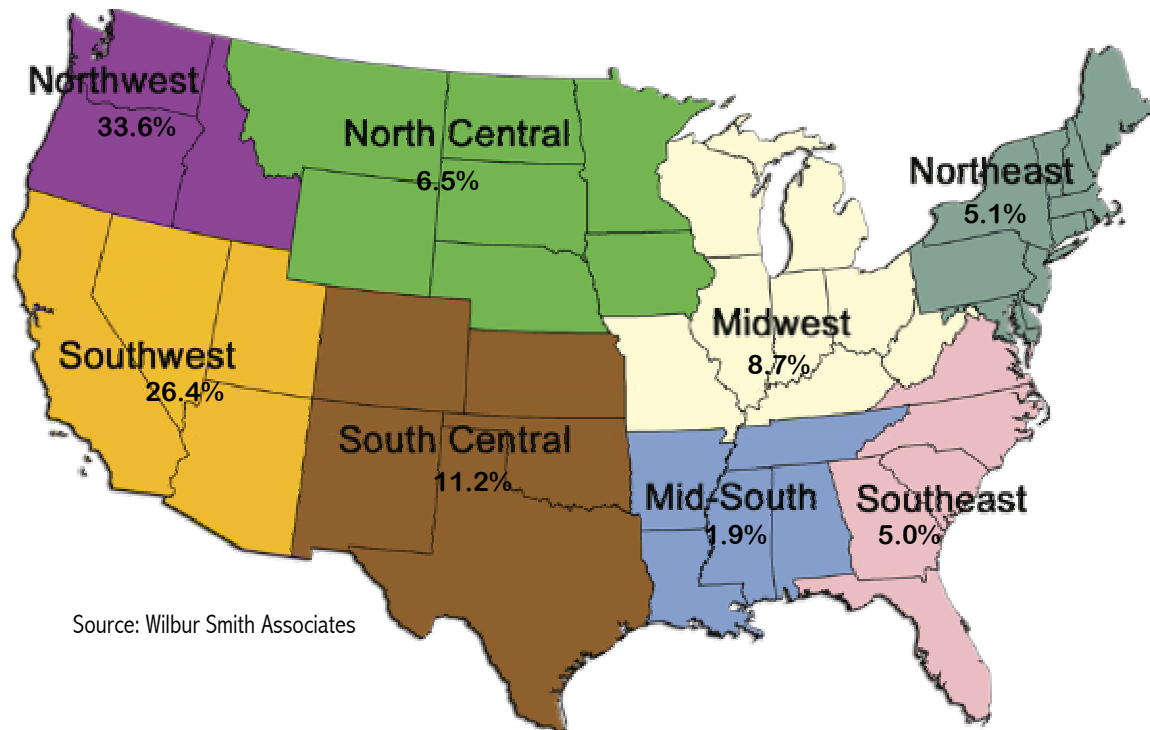 Northwest
33.6%
North Central
6.5%
Northeast
5.1%
Midwest
8.7%
Southwest
26.4%
South Central
11.2%
Mid-South
1.9%
Southeast
5.0%
Source: Wilbur Smith Associates